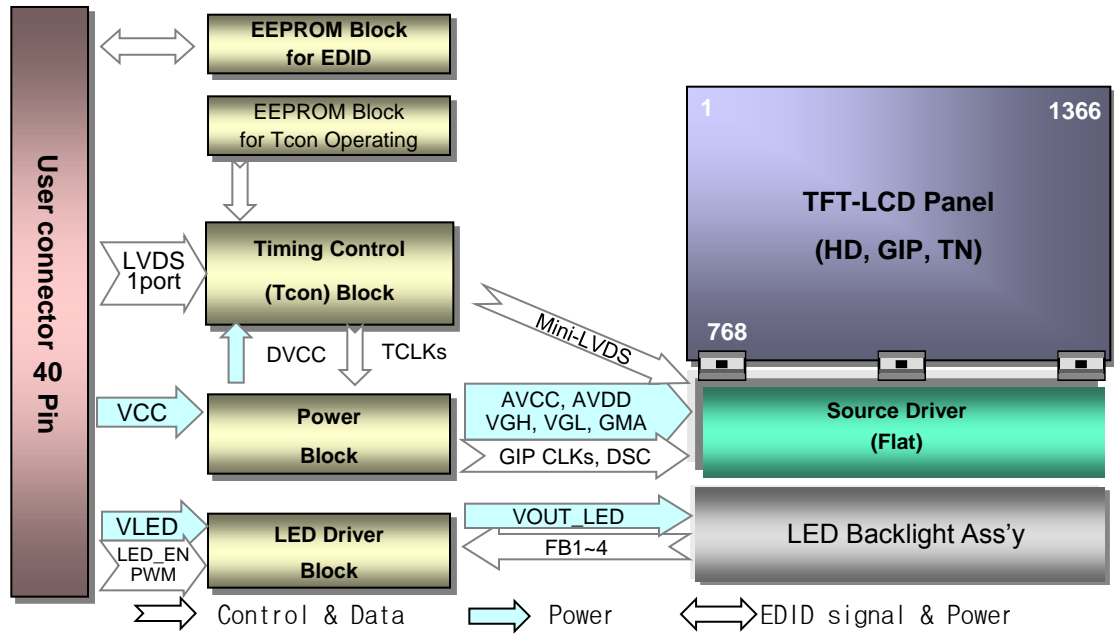 User connector 40 Pin
EEPROM Block
for EDID
EEPROM Block
for Tcon Operating
LVDS
1port
Timing Control
(Tcon) Block
DVCC
TCLKs
Mini-LVDS
1
1366
TFT-LCD Panel
(HD, GIP, TN)
768
VCC
Power
Block
AVCC, AVDD
VGH, VGL, GMA
GIP CLKs, DSC
Source Driver
(Flat)
VLED
LED_EN
PWM
LED Driver
Block
VOUT_LED
FB1~4
LED Backlight Ass'y
Control & Data
Power
EDID signal & Power